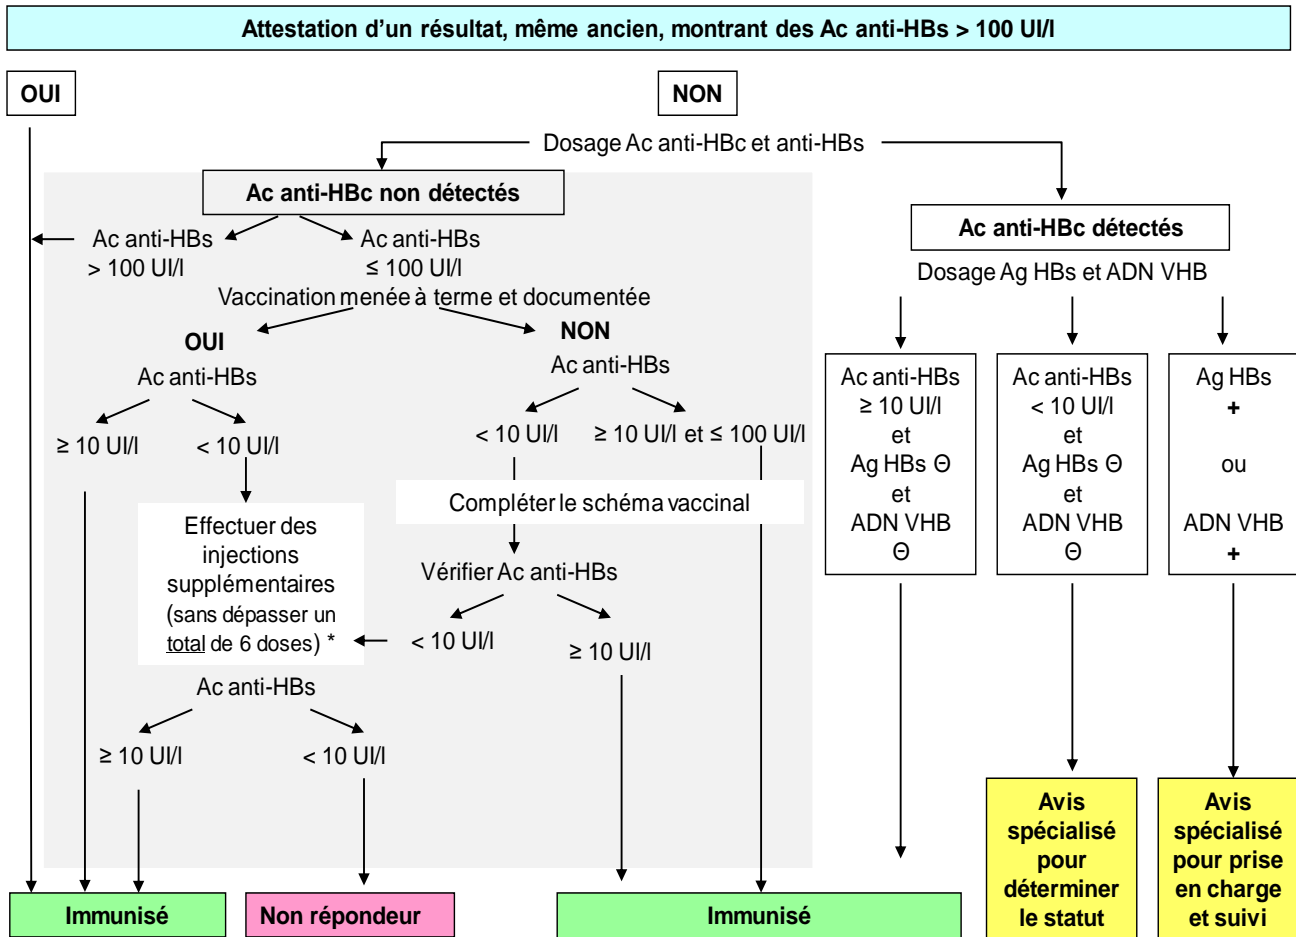 Attestation d'un résultat, même ancien, montrant des Ac anti-HBs > 100 UI/l
OUI
NON
Dosage Ac anti-HBc et anti-HBs
Ac anti-HBc non détectés
Ac anti-HBs
> 100 UI/l
Ac anti-HBs
≤ 100 UI/l
Vaccination menée à terme et documentée
OUI
Ac anti-HBs
≥ 10 UI/l
< 10 UI/l
NON
Ac anti-HBs
< 10 UI/l
≥ 10 UI/l et ≤ 100 UI/l
Effectuer des
injections
supplémentaires
(sans dépasser un
total de 6 doses) *
Compléter le schéma vaccinal
Vérifier Ac anti-HBs
< 10 UI/l
≥ 10 UI/l
Ac anti-HBs
≥ 10 UI/l
< 10 UI/l
Ac anti-HBc détectés
Dosage Ag HBs et ADN VHB
Ac anti-HBs
≥ 10 UI/l
et
Ag HBs Θ
et
ADN VHB
Θ
Ac anti-HBs
< 10 UI/l
et
Ag HBs Θ
et
ADN VHB
Θ
Ag HBs
+
ou
ADN VHB
+
Immunisé
Non répondeur
Immunisé
Avis
spécialisé
pour
déterminer
le statut
Avis
spécialisé
pour prise
en charge
et suivi